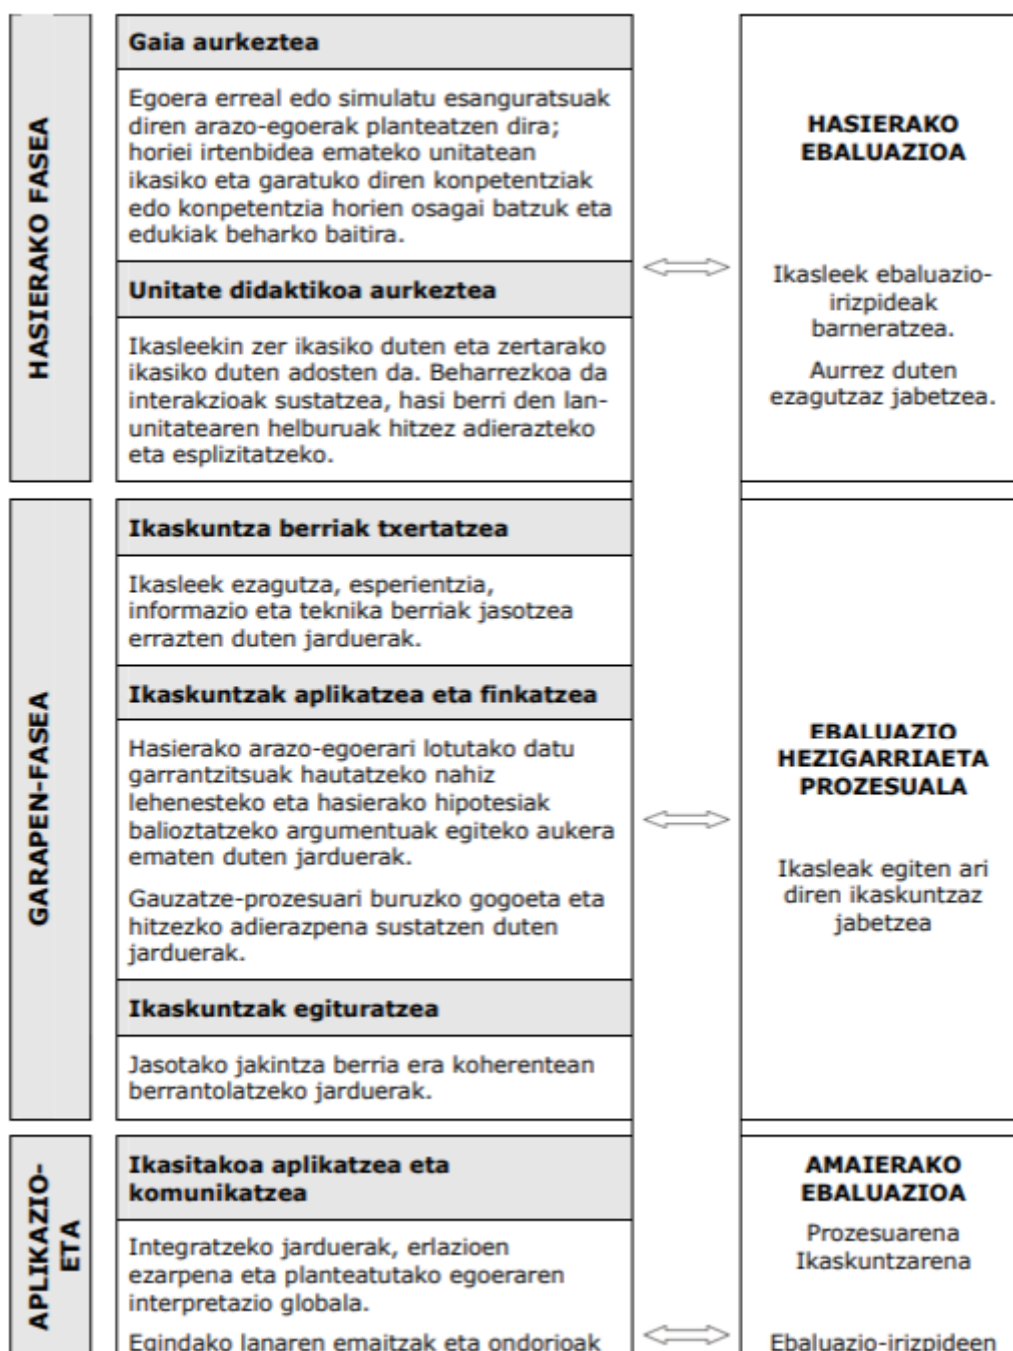 HASIERAKO FASEA
Gaia aurkeztea
Egoera erreal edo simulatu esanguratsuak
diren arazo-egoerak planteatzen dira;
horiei irtenbidea emateko unitatean
ikasiko eta garatuko diren konpetentziak
edo konpetentzia horien osagai batzuk eta
edukiak beharko baitira.
Unitate didaktikoa aurkeztea
Ikasleekin zer ikasiko duten eta zertarako
ikasiko duten adosten da. Beharrezkoa da
interakzioak sustatzea, hasi berri den lan-
unitatearen helburuak hitzez adierazteko
eta esplizitatzeko.
HASIERAKO
EBALUAZIOA
Ikasleek ebaluazio-
irizpideak
barneratzea.
Aurrez duten
ezagutzaz jabetzea.
GARAPEN-FASEA
Ikaskuntza berriak txertatzea
Ikasleek ezagutza, esperientzia,
informazio eta teknika berriak jasotzea
errazten duten jarduerak.
Ikaskuntzak aplikatzea eta finkatzea
Hasierako arazo-egoerari lotutako datu
garrantzitsuak hautatzeko nahiz
lehenesteko eta hasierako hipotesiak
balioztatzeko argumentuak egiteko aukera
ematen duten jarduerak.
Gauzatze-prozesuari buruzko gogoeta eta
hitzezko adierazpena sustatzen duten
jarduerak.
Ikaskuntzak egituratzea
Jasotako jakintza berria era koherentean
berrantolatzeko jarduerak.
EBALUAZIO
HEZIGARRIAETA
PROZESUALA
Ikasleak egiten ari
diren ikaskuntzaz
jabetzea
APLIKAZIO-
ETA
Ikasitakoa aplikatzea eta
komunikatzea
Integratzeko jarduerak, erlazioen
ezarpena eta planteatutako egoeraren
interpretazio globala.
Egindako lanaren emaitzak eta ondorioak
AMAIERAKO
EBALUAZIOA
Prozesuarena
Ikaskuntzarena
Ebaluazio-irizpideen